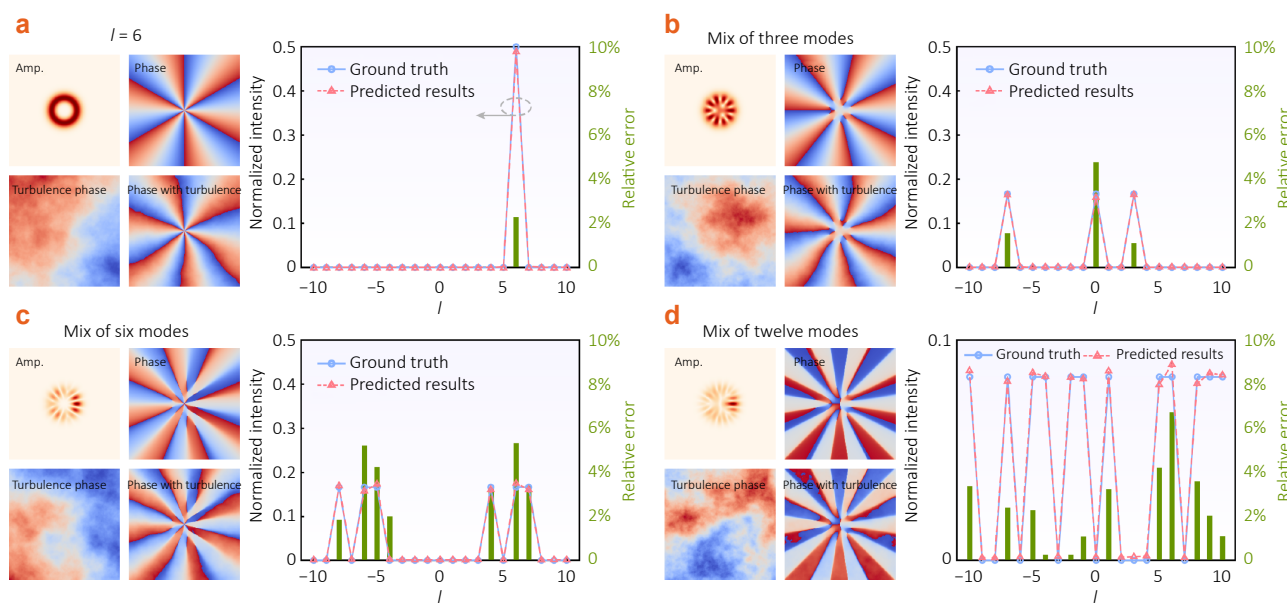 a
l = 6
Amp.
Phase
Turbulence phase
Phase with turbulence
Normalized intensity
0.5
0.4
0.3
0.2
0.1
0
Ground truth
Predicted results
10%
8%
6%
4%
2%
0
Relative error
−10
−5
0
5
10
l
b
Mix of three modes
Amp.
Phase
Turbulence phase
Phase with turbulence
Normalized intensity
0.5
0.4
0.3
0.2
0.1
0
Ground truth
Predicted results
10%
8%
6%
4%
2%
0
Relative error
−10
−5
0
5
10
l
c
Mix of six modes
Amp.
Phase
Turbulence phase
Phase with turbulence
Normalized intensity
0.5
0.4
0.3
0.2
0.1
0
Ground truth
Predicted results
10%
8%
6%
4%
2%
0
Relative error
−10
−5
0
5
10
l
d
Mix of twelve modes
Amp.
Phase
Turbulence phase
Phase with turbulence
Normalized intensity
0.1
0
Ground truth
Predicted results
10%
8%
6%
4%
2%
0
Relative error
−10
−5
0
5
10
l